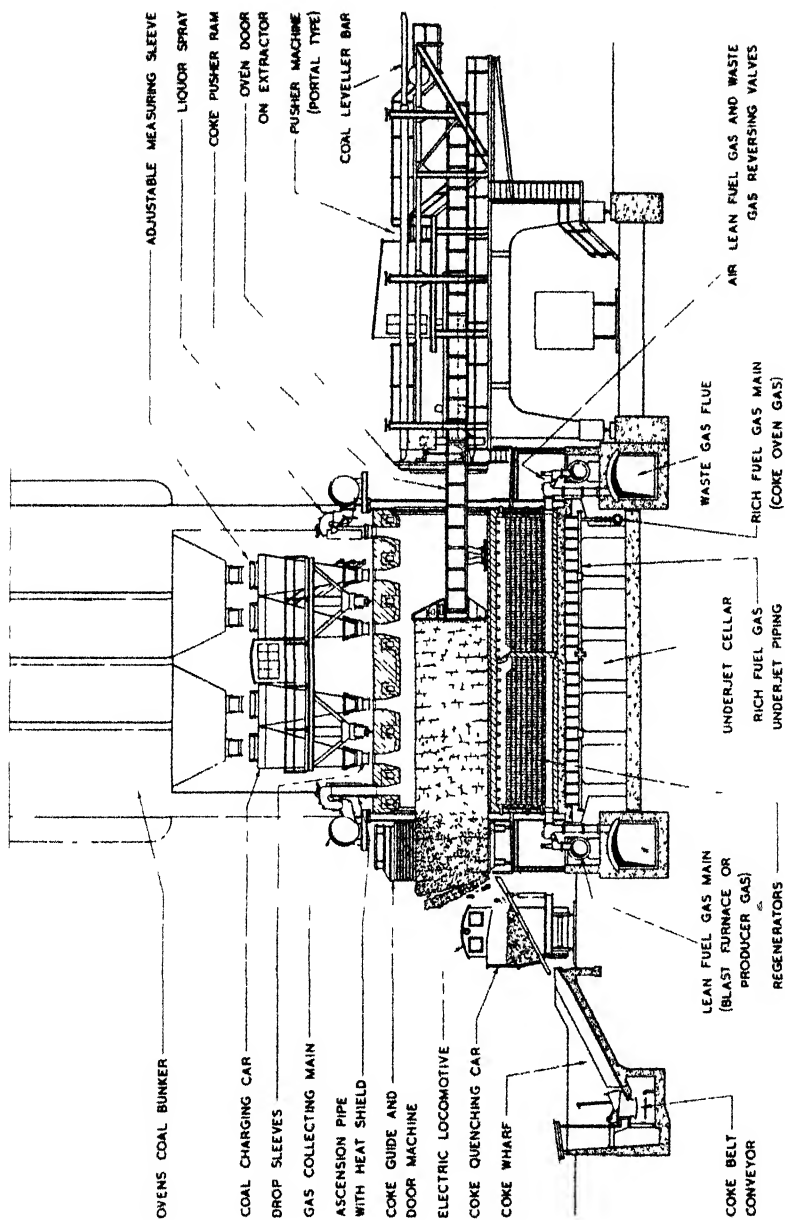 ADJUSTABLE MEASURING SLEEVE
LIQUOR SPRAY
COKE PUSHER RAM
OVEN DOOR
ON EXTRACTOR
PUSHER MACHINE
(PORTAL TYPE)
COAL LEVELLER BAR
OVENS COAL BUNKER
COAL CHARGING CAR
DROP SLEEVES
GAS COLLECTING MAIN
ASCENSION PIPE
WITH HEAT SHIELD
COKE GUIDE AND
DOOR MACHINE
ELECTRIC LOCOMOTIVE
COKE QUENCHING CAR
COKE WHARF
COKE BELT
CONVEYOR
LEAN FUEL GAS MAIN
(BLAST FURNACE OR
PRODUCER GAS)
REGENERATORS
UNDERJET CELLAR
RICH FUEL GAS
UNDERJET PIPING
WASTE GAS FLUE
RICH FUEL GAS MAIN
(COKE OVEN GAS)
AIR LEAN FUEL GAS AND WASTE
GAS REVERSING VALVES